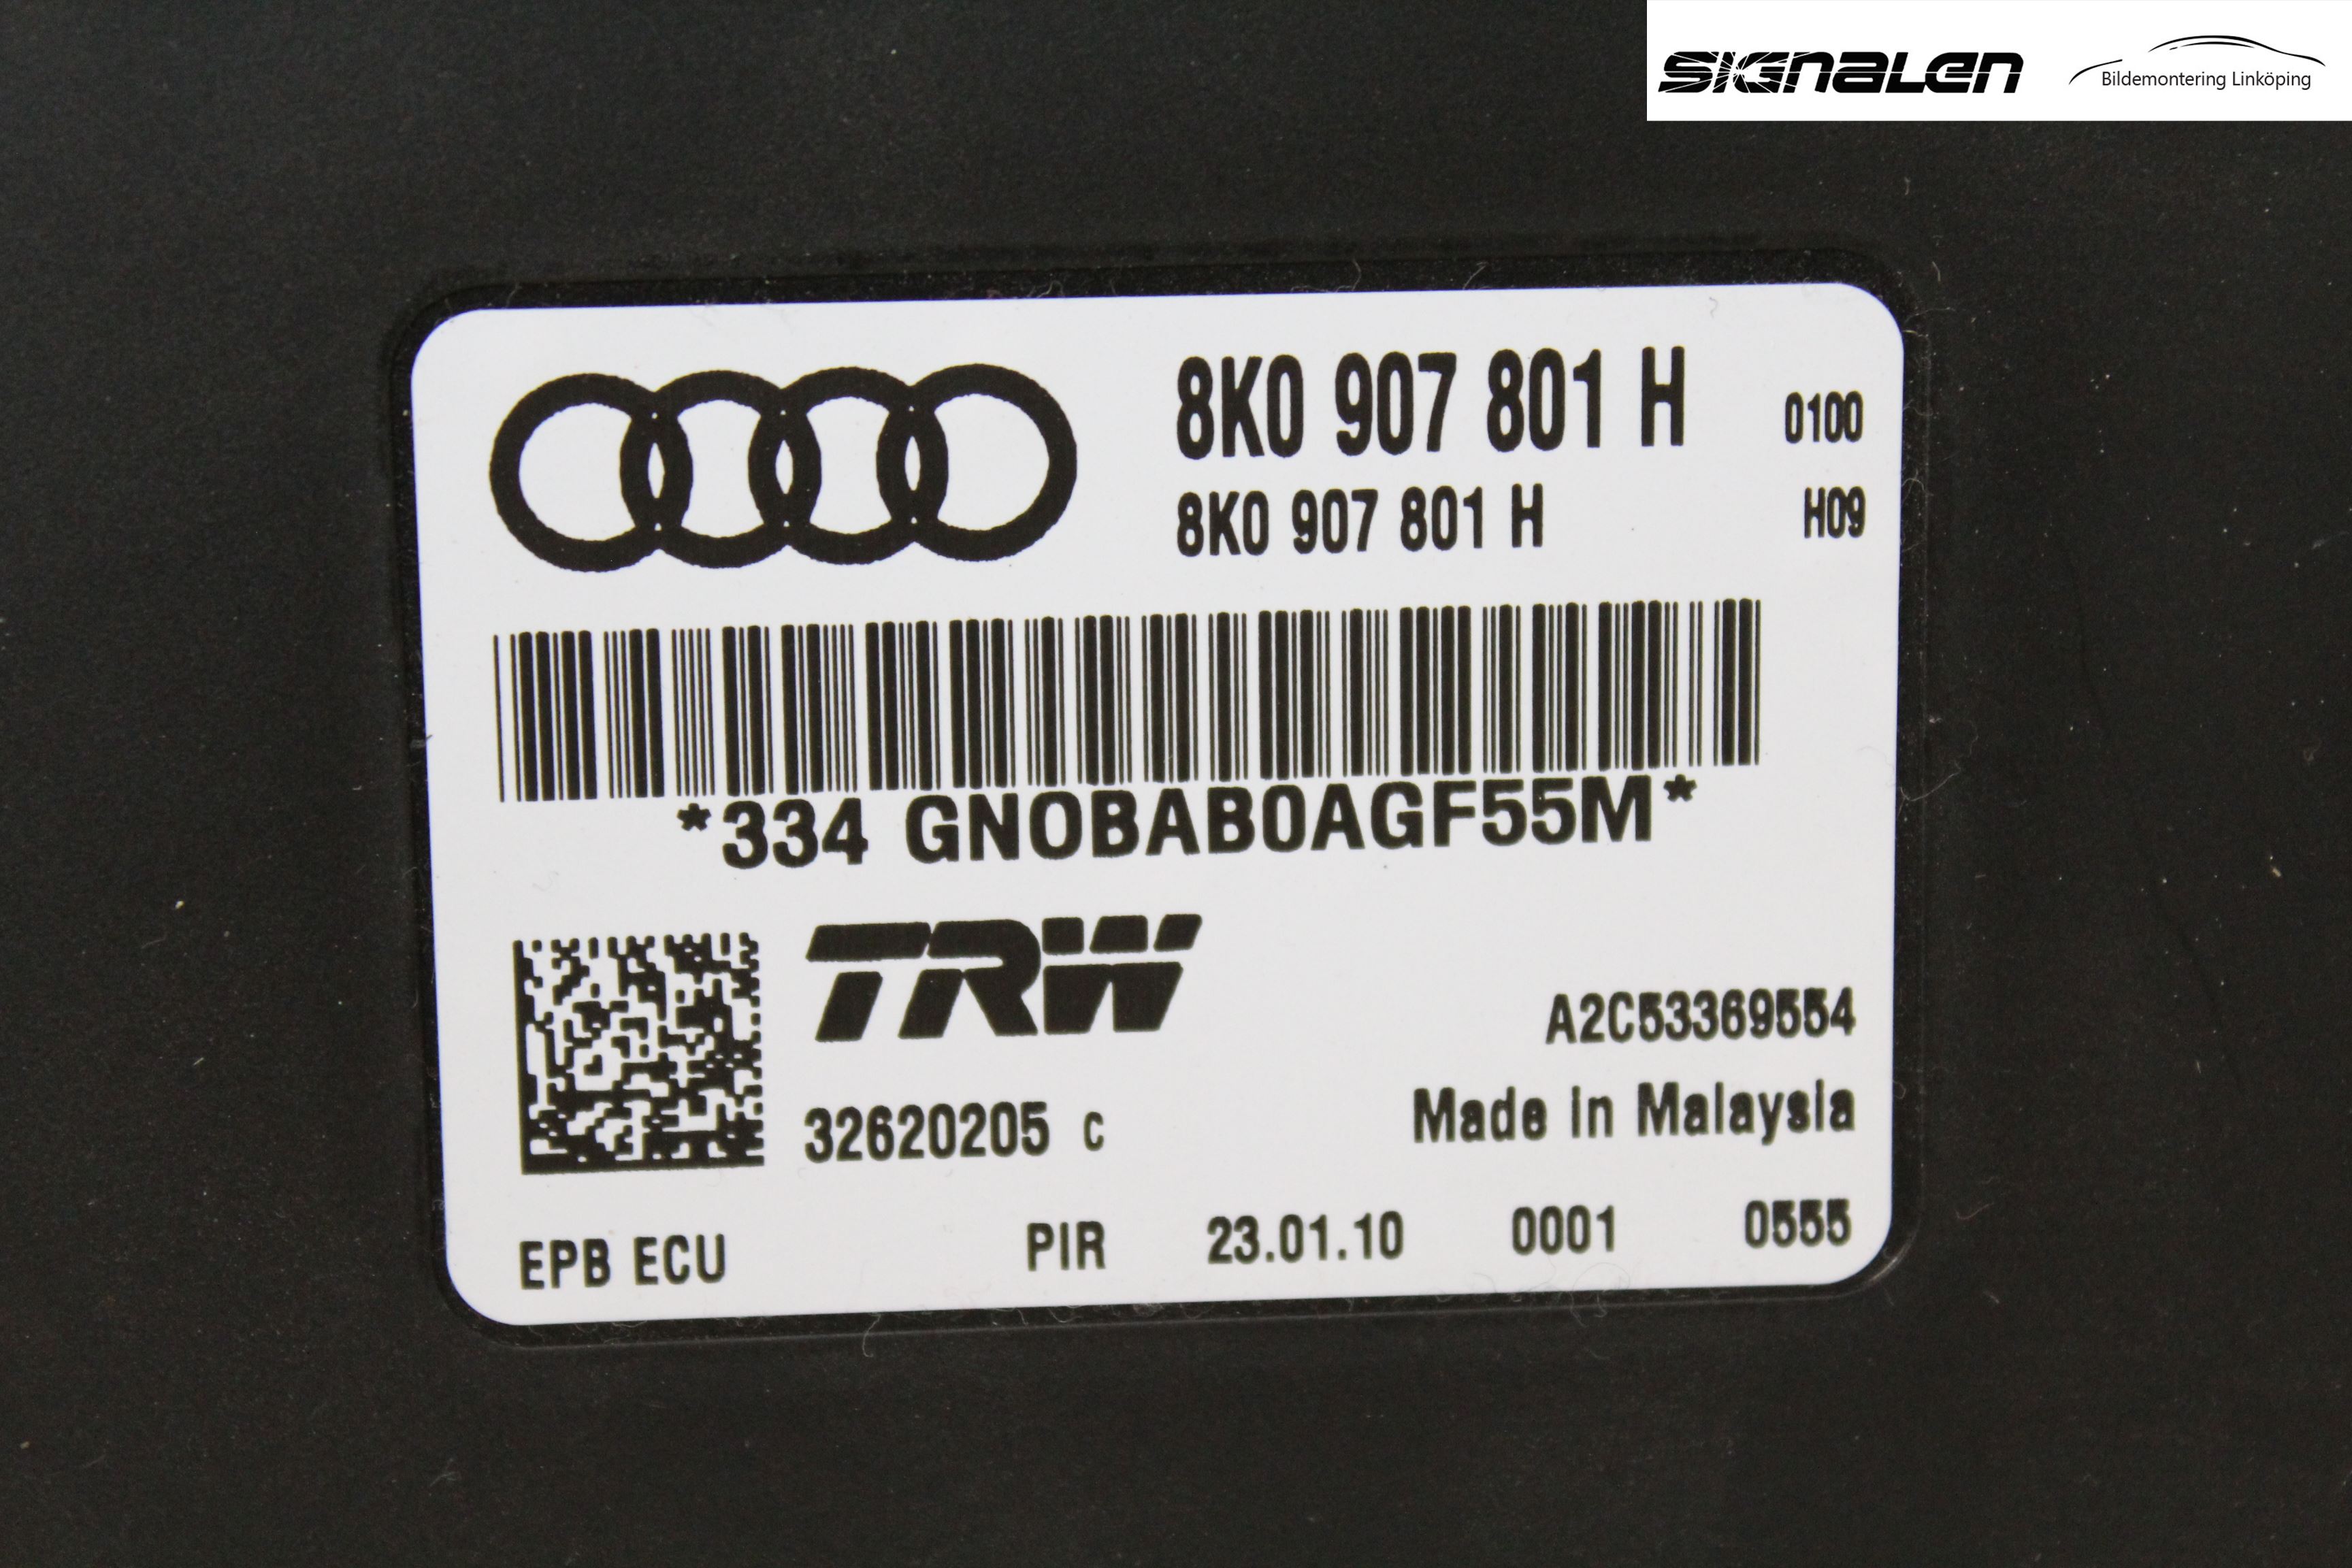 SIGNALEN
Bildemontering Linköping
8K0 907 801 H 0100
8K0 907 801 H H09
*334 GNOBAB0AGF55M*
TRW
A2C53369554
32620205 C
Made in Malaysia
EPB ECU PIR 23.01.10 0001 0555